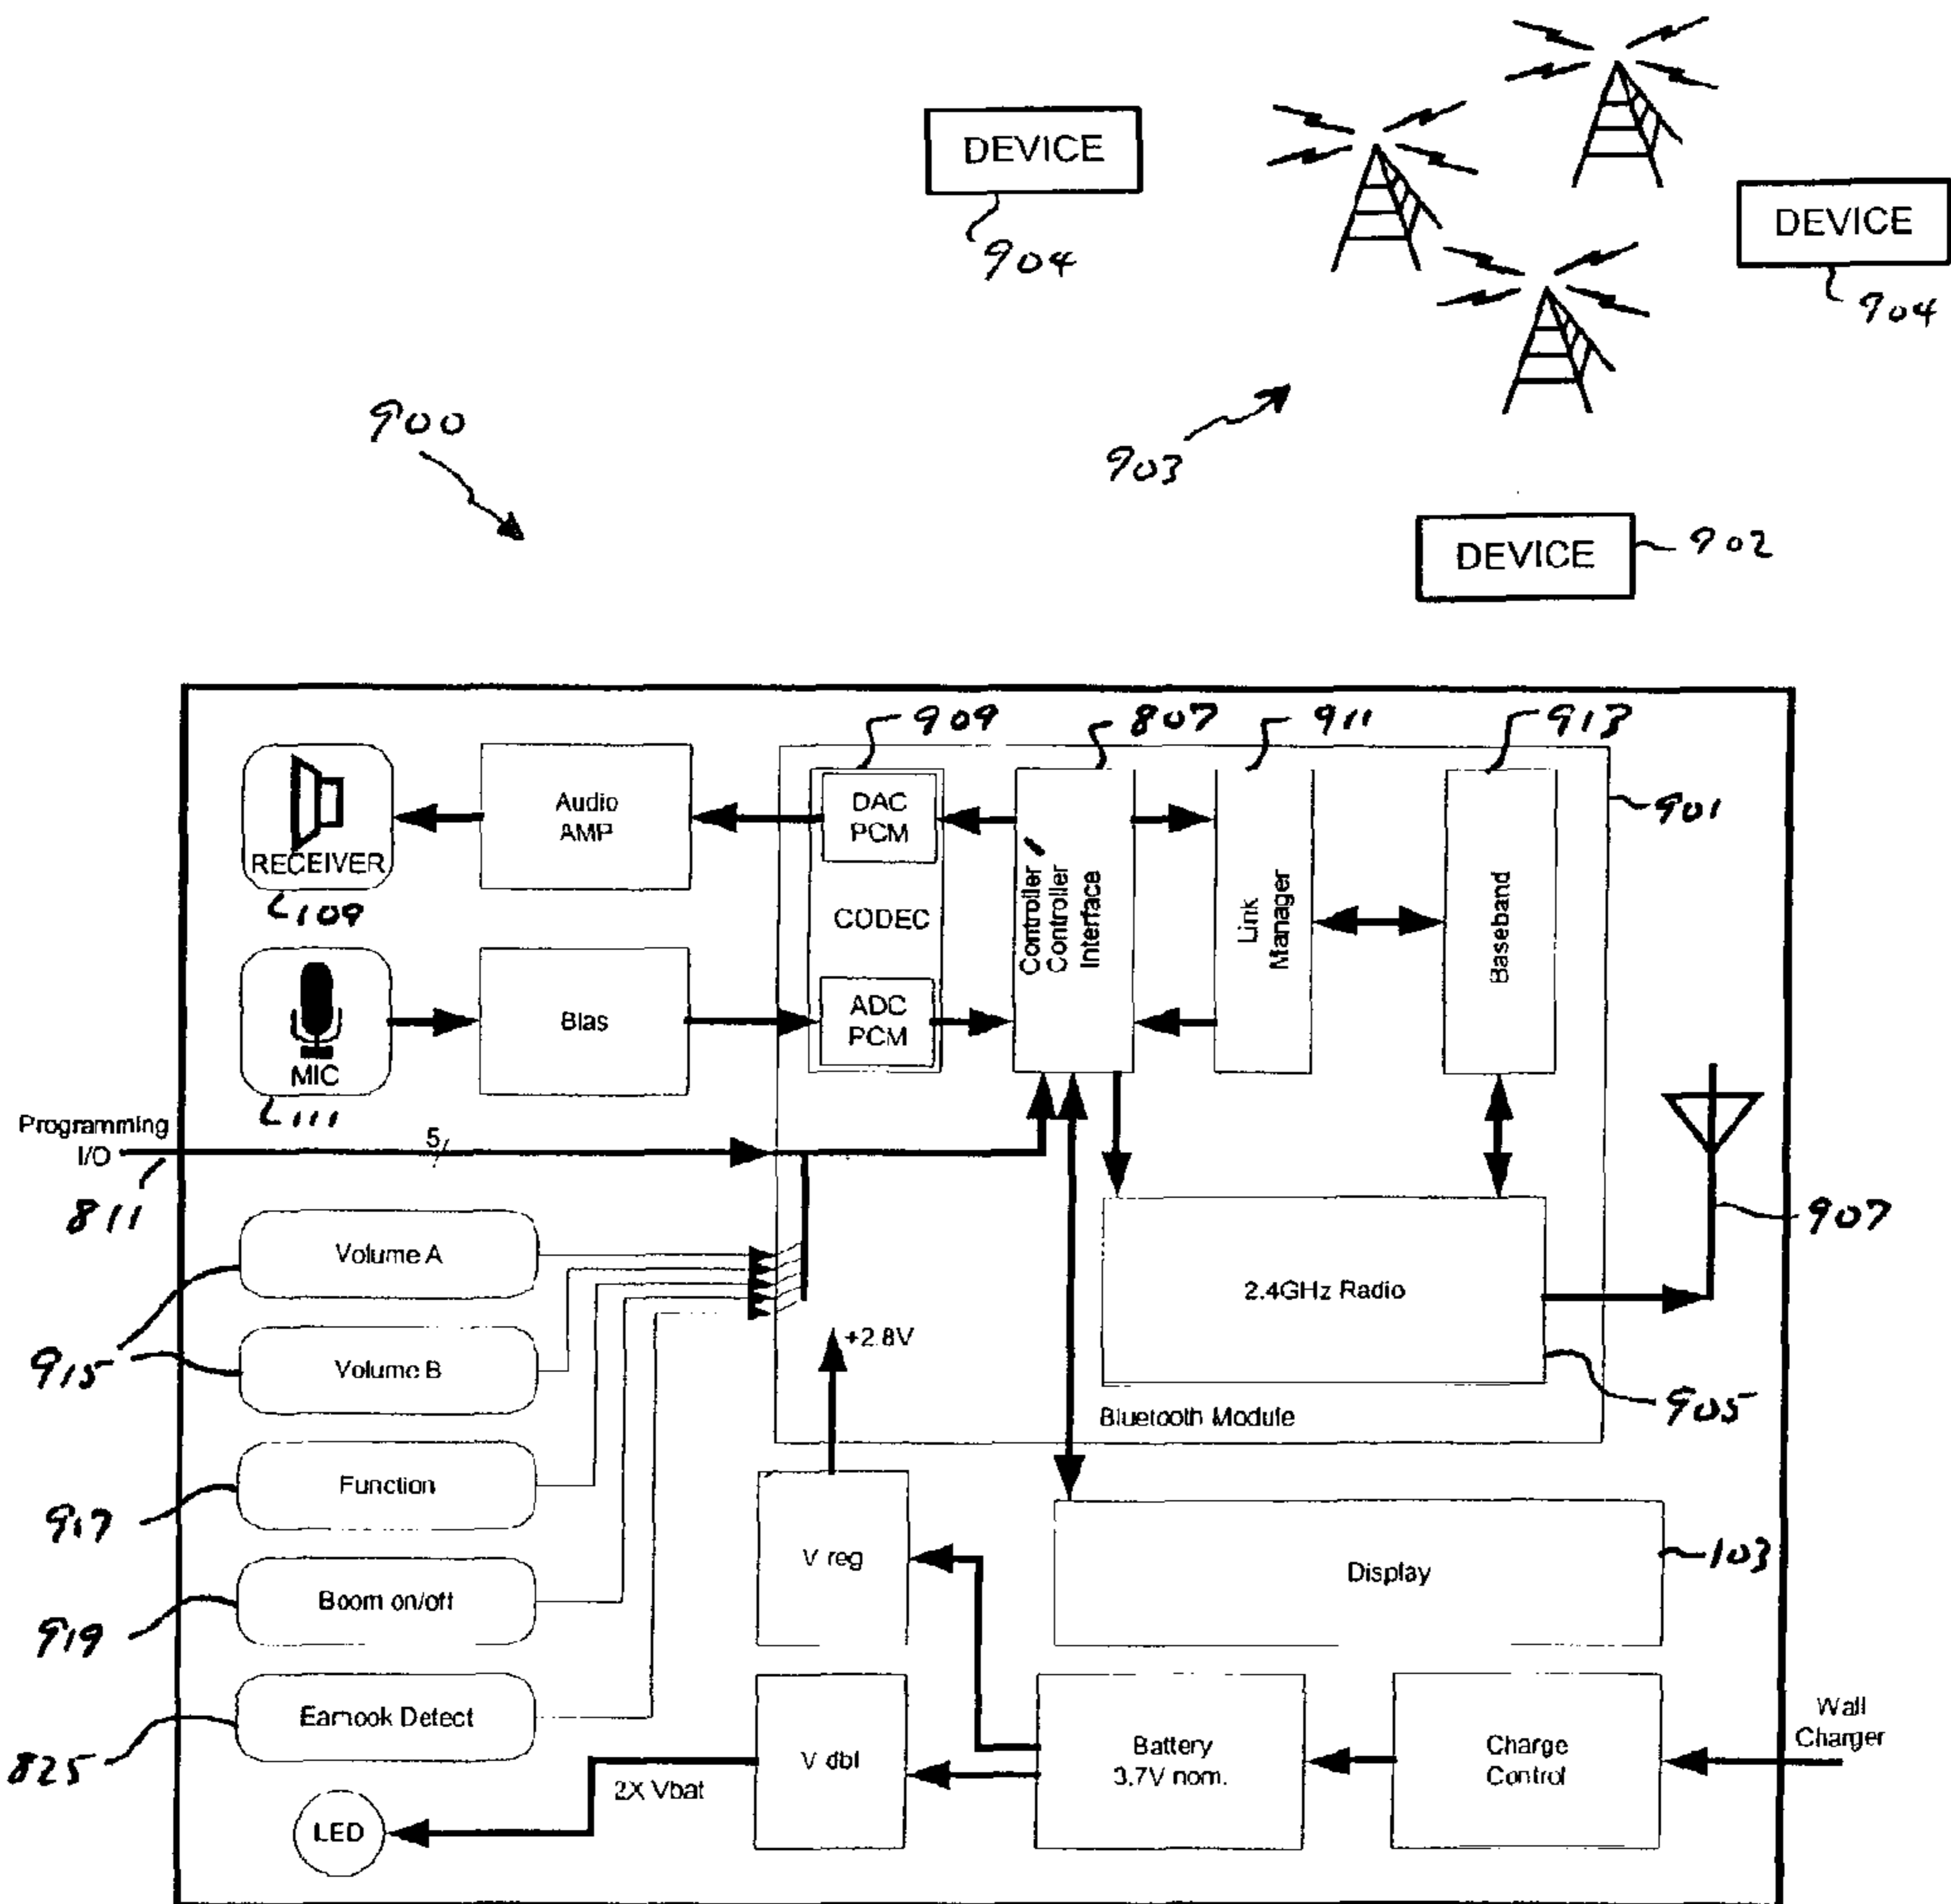 DEVICE
904
DEVICE
904
900
903
DEVICE
902
909
807
911
913
901
RECEIVER
109
Audio
AMP
DAC
PCM
CODEC
ADC
PCM
Controller
Controller
Interface
Link
Manager
Baseband
MIC
111
Bias
Programming
I/O
5
811
907
Volume A
Volume B
915
2.4GHz Radio
905
Bluetooth Module
+2.8V
Function
917
Boom on/off
919
V reg
Display
103
Earhook Detect
825
V dbl
2X Vbat
LED
Battery
3.7V nom.
Charge
Control
Wall
Charger